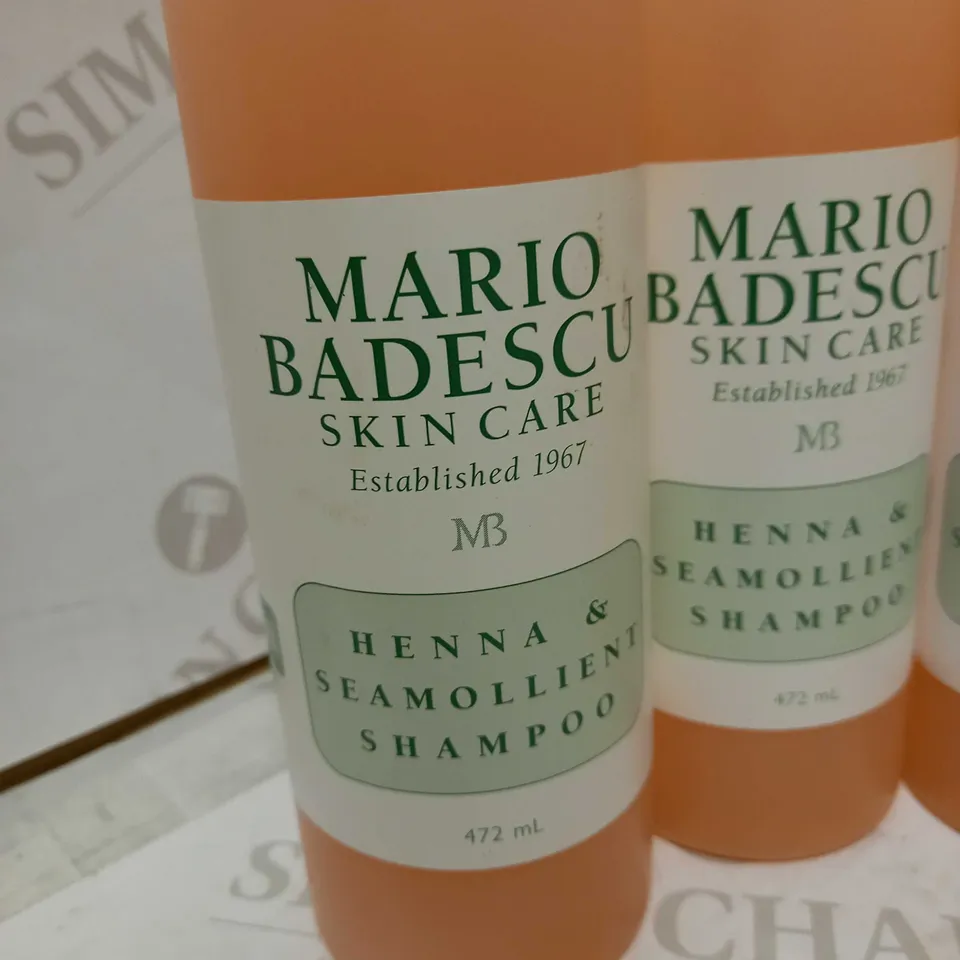 MARIO
BADESCU
SKIN CARE
Established 1967
MB
HENNA &
SEAMOLLIENT
SHAMPOO
472 mL
MARIO
BADESCU
SKIN CARE
Established 1967
MB
HENNA &
SEAMOLLIENT
SHAMPOO
472 mL